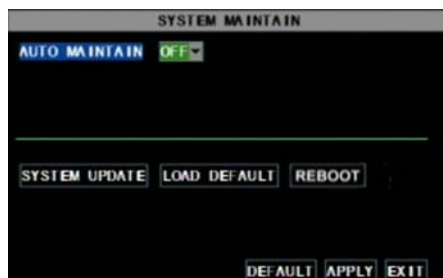 SYSTEM MAINTAIN
AUTO MAINTAIN OFF
SYSTEM UPDATE LOAD DEFAULT REBOOT
DEFAULT APPLY EXIT